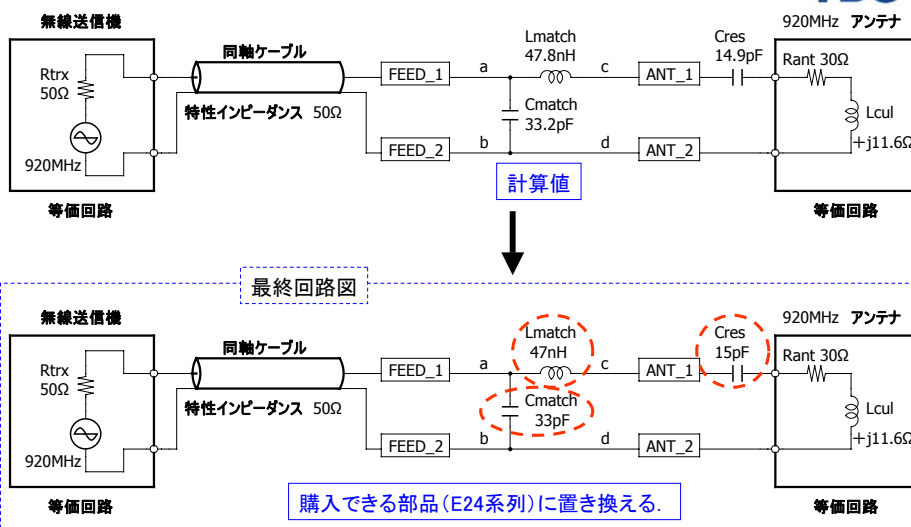 無線送信機
Rtrx
50Ω
920MHz
等価回路
同軸ケーブル
特性インピーダンス 50Ω
FEED_1
FEED_2
a
b
Lmatch
47.8nH
Cmatch
33.2pF
c
d
計算値
ANT_1
ANT_2
Cres
14.9pF
920MHz アンテナ
Rant 30Ω
Lcul
+j11.6Ω
等価回路
最終回路図
無線送信機
Rtrx
50Ω
920MHz
等価回路
同軸ケーブル
特性インピーダンス 50Ω
FEED_1
FEED_2
a
b
Lmatch
47nH
Cmatch
33pF
c
d
ANT_1
ANT_2
Cres
15pF
920MHz アンテナ
Rant 30Ω
Lcul
+j11.6Ω
等価回路
購入できる部品(E24系列)に置き換える.